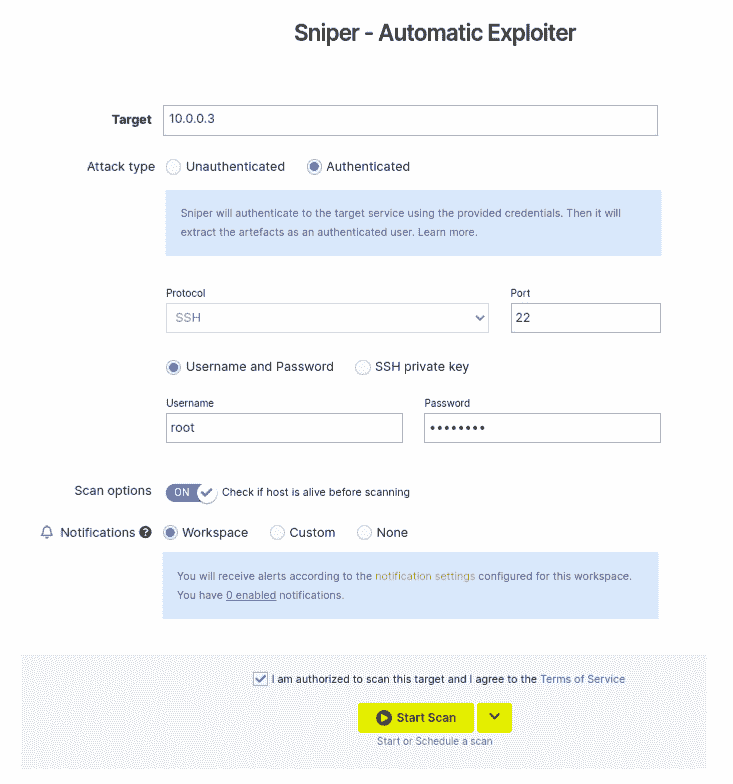 Sniper - Automatic Exploiter
Target 10.0.0.3
Attack type Unauthenticated Authenticated
Sniper will authenticate to the target service using the provided credentials. Then it will
extract the artefacts as an authenticated user. Learn more.
Protocol Port
SSH 22
Username and Password SSH private key
Username Password
root ••••••••
Scan options ON Check if host is alive before scanning
Notifications ? Workspace Custom None
You will receive alerts according to the notification settings configured for this workspace.
You have 0 enabled notifications.
I am authorized to scan this target and I agree to the Terms of Service
Start Scan
Start or Schedule a scan